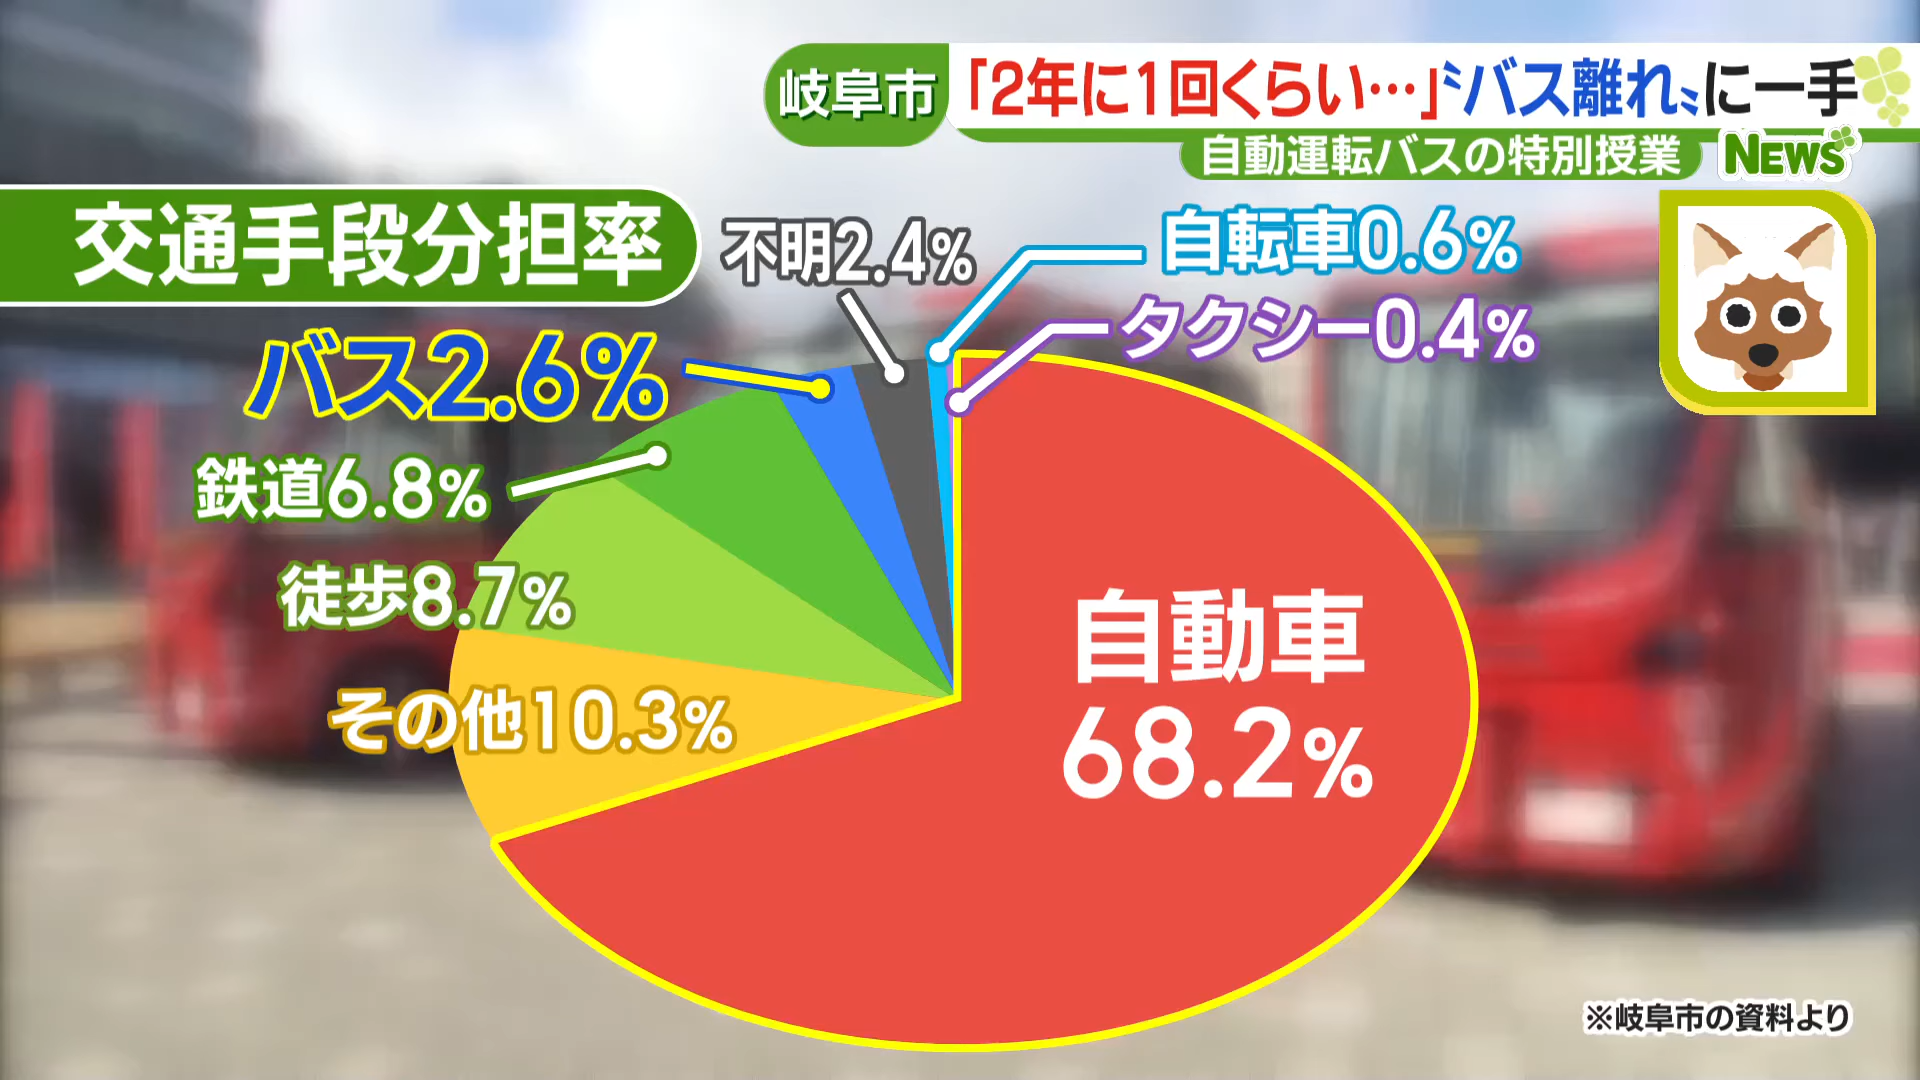 岐阜市
「2年に1回くらい…」〝バス離れ〟に一手
自動運転バスの特別授業
NEWS
交通手段分担率
不明2.4%
自転車0.6%
タクシー0.4%
バス2.6%
鉄道6.8%
徒歩8.7%
その他10.3%
自動車
68.2%
※岐阜市の資料より